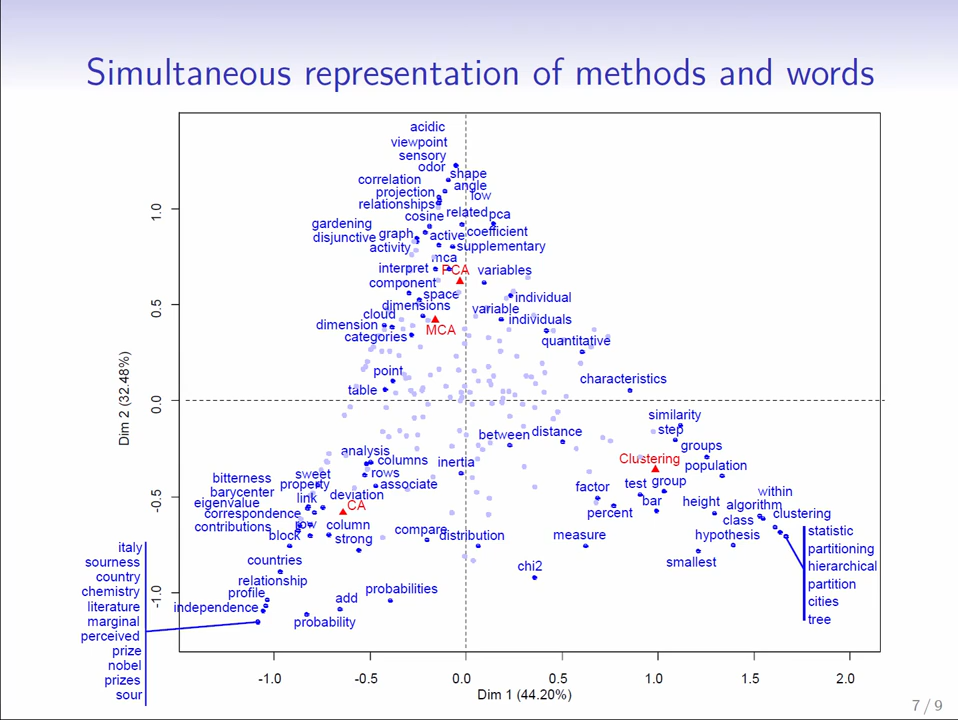 Simultaneous representation of methods and words
acidic
viewpoint
sensory
odor
shape
correlation
angle
projection
low
relationships
cosine
related
pca
gardening
graph
active
coefficient
disjunctive
activity
supplementary
mca
interpret
PCA
variables
component
space
individual
dimensions
variable
cloud
individuals
dimension
MCA
categories
quantitative
point
characteristics
table
similarity
step
between
distance
groups
analysis
columns
inertia
Clustering
population
bitterness
sweet
rows
property
associate
factor
test
group
within
barycenter
link
deviation
bar
height
algorithm
eigenvalue
CA
percent
class
clustering
correspondence
contributions
row
column
compare
distribution
measure
hypothesis
statistic
block
strong
partitioning
italy
sourness
countries
smallest
hierarchical
country
relationship
chi2
partition
chemistry
profile
probabilities
cities
literature
independence
add
tree
marginal
probability
perceived
prize
nobel
prizes
sour
Dim 2 (32.48%)
1.0
0.5
0.0
-0.5
-1.0
-1.0 -0.5 0.0 0.5 1.0 1.5 2.0
Dim 1 (44.20%)
7 / 9